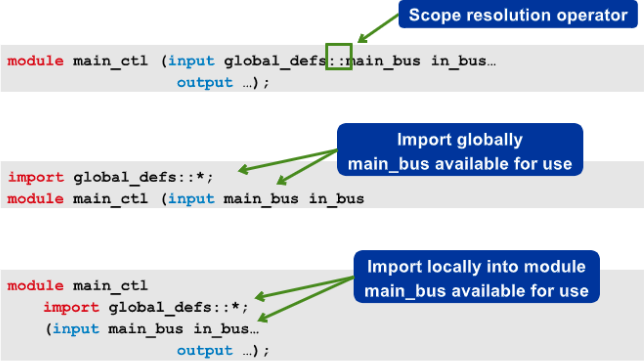 Scope resolution operator
module main_ctl (input global_defs::main_bus in_bus…
output …);
Import globally
main_bus available for use
import global_defs::*;
module main_ctl (input main_bus in_bus
Import locally into module
main_bus available for use
module main_ctl
import global_defs::*;
(input main_bus in_bus…
output …);